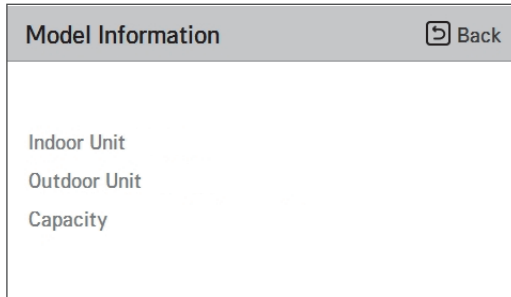 Model Information
Back
Indoor Unit
Outdoor Unit
Capacity